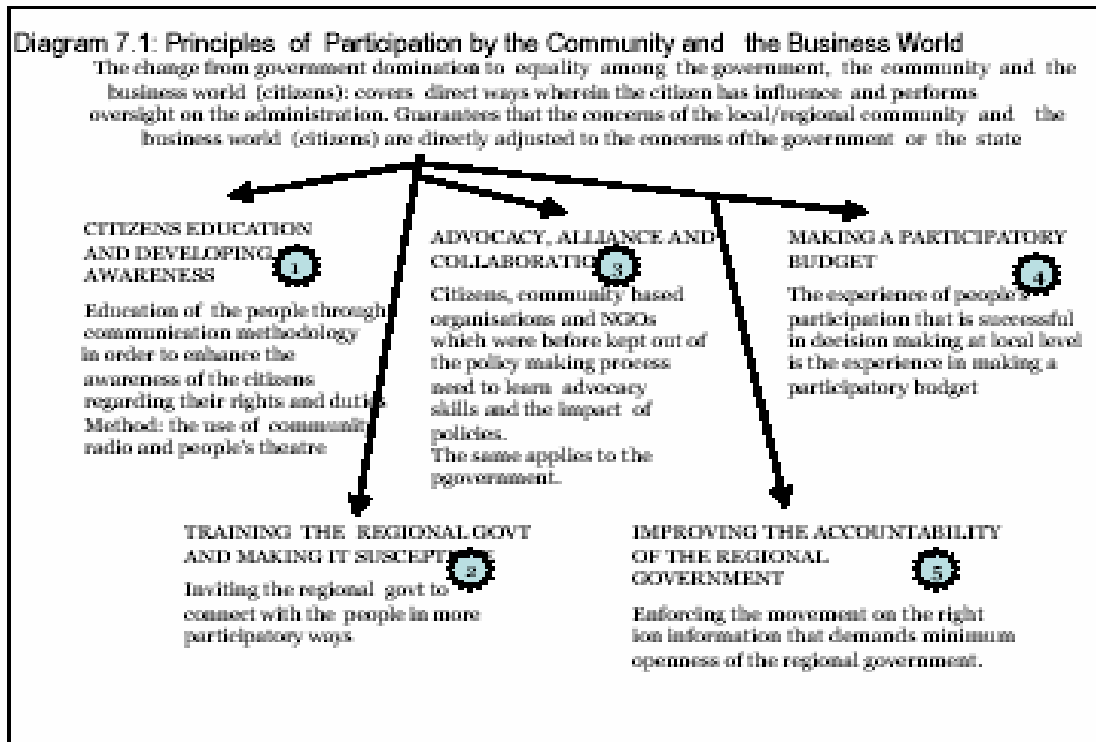 Diagram 7.1: Principles of Participation by the Community and the Business World
The change from government domination to equality among the government, the community and the
business world (citizens): covers direct ways wherein the citizen has influence and performs
oversight on the administration. Guarantees that the concerns of the local/regional community and the
business world (citizens) are directly adjusted to the concerns of the government or the state
CITIZENS EDUCATION
AND DEVELOPING
AWARENESS
1
Education of the people through
communication methodology
in order to enhance the
awareness of the citizens
regarding their rights and duties
Method: the use of community
radio and people's theatre
TRAINING THE REGIONAL GOVT
AND MAKING IT
2
Inviting the regional govt to
connect with the people in more
participatory ways
ADVOCACY, ALLIANCE AND
COLLABORATION
3
Citizens, community based
organisations and NGOs
which were before kept out of
the policy making process
need to learn advocacy
skills and the impact of
policies.
The same applies to the
pgovernment.
MAKING A PARTICIPATORY
BUDGET
4
The experience of people's
participation that is successful
in decision making at local level
is the experience in making a
participatory budget
IMPROVING THE ACCOUNTABILITY
OF THE REGIONAL
GOVERNMENT
5
Enforcing the movement on the right
ion information that demands minimum
openness of the regional government.